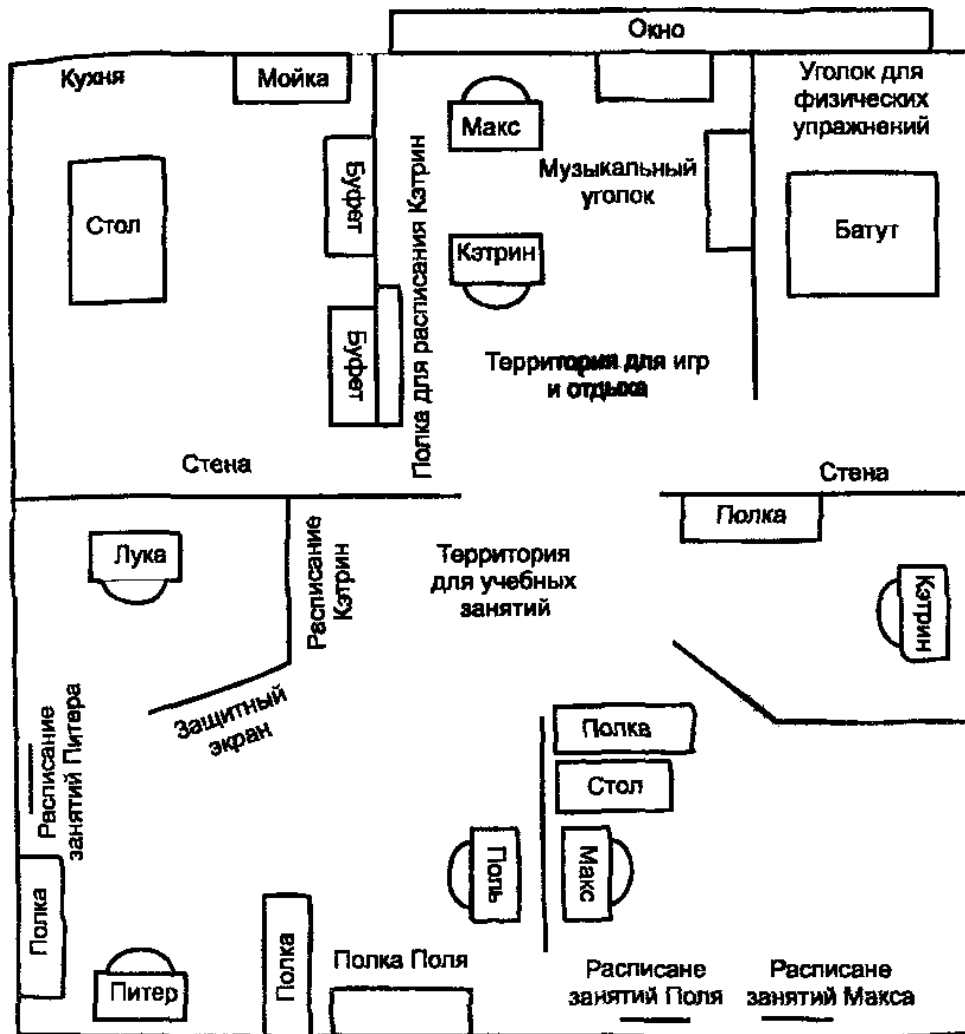 Окно
Кухня
Мойка
Уголок для
физических
упражнений
Макс
Буфет
Полка для расписания Кэтрин
Музыкальный
уголок
Стол
Батут
Кэтрин
Буфет
Территория для игр
и отдыха
Стена
Стена
Полка
Лука
Расписание
Кэтрин
Территория
для учебных
занятий
Кэтрин
Защитный
экран
Расписание
занятий Питера
Полка
Стол
Поль
Макс
Полка
Питер
Полка
Полка Поля
Расписане
занятий Поля
Расписане
занятий Макса